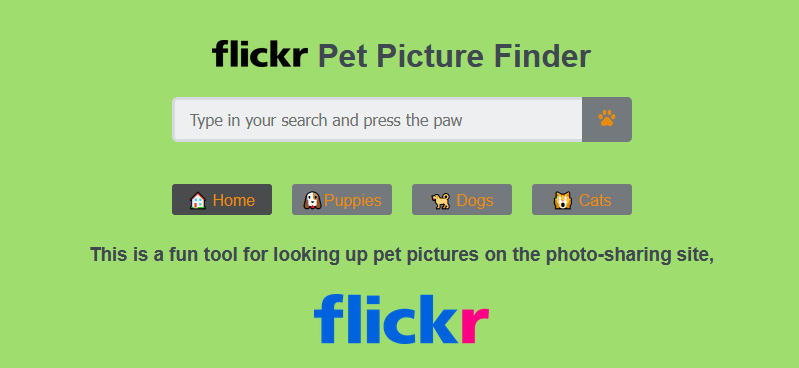 flickr Pet Picture Finder
Type in your search and press the paw
Home Puppies Dogs Cats
This is a fun tool for looking up pet pictures on the photo-sharing site,
flickr